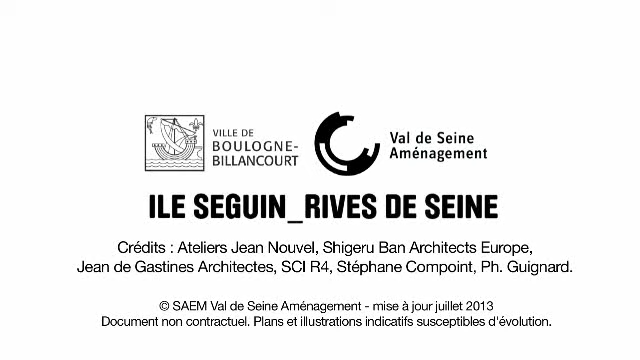 VILLE DE
BOULOGNE-
BILLANCOURT
Val de Seine
Aménagement
ILE SEGUIN_RIVES DE SEINE
Crédits : Ateliers Jean Nouvel, Shigeru Ban Architects Europe,
Jean de Gastines Architectes, SCI R4, Stéphane Compoint, Ph. Guignard.
© SAEM Val de Seine Aménagement - mise à jour juillet 2013
Document non contractuel. Plans et illustrations indicatifs susceptibles d'évolution.